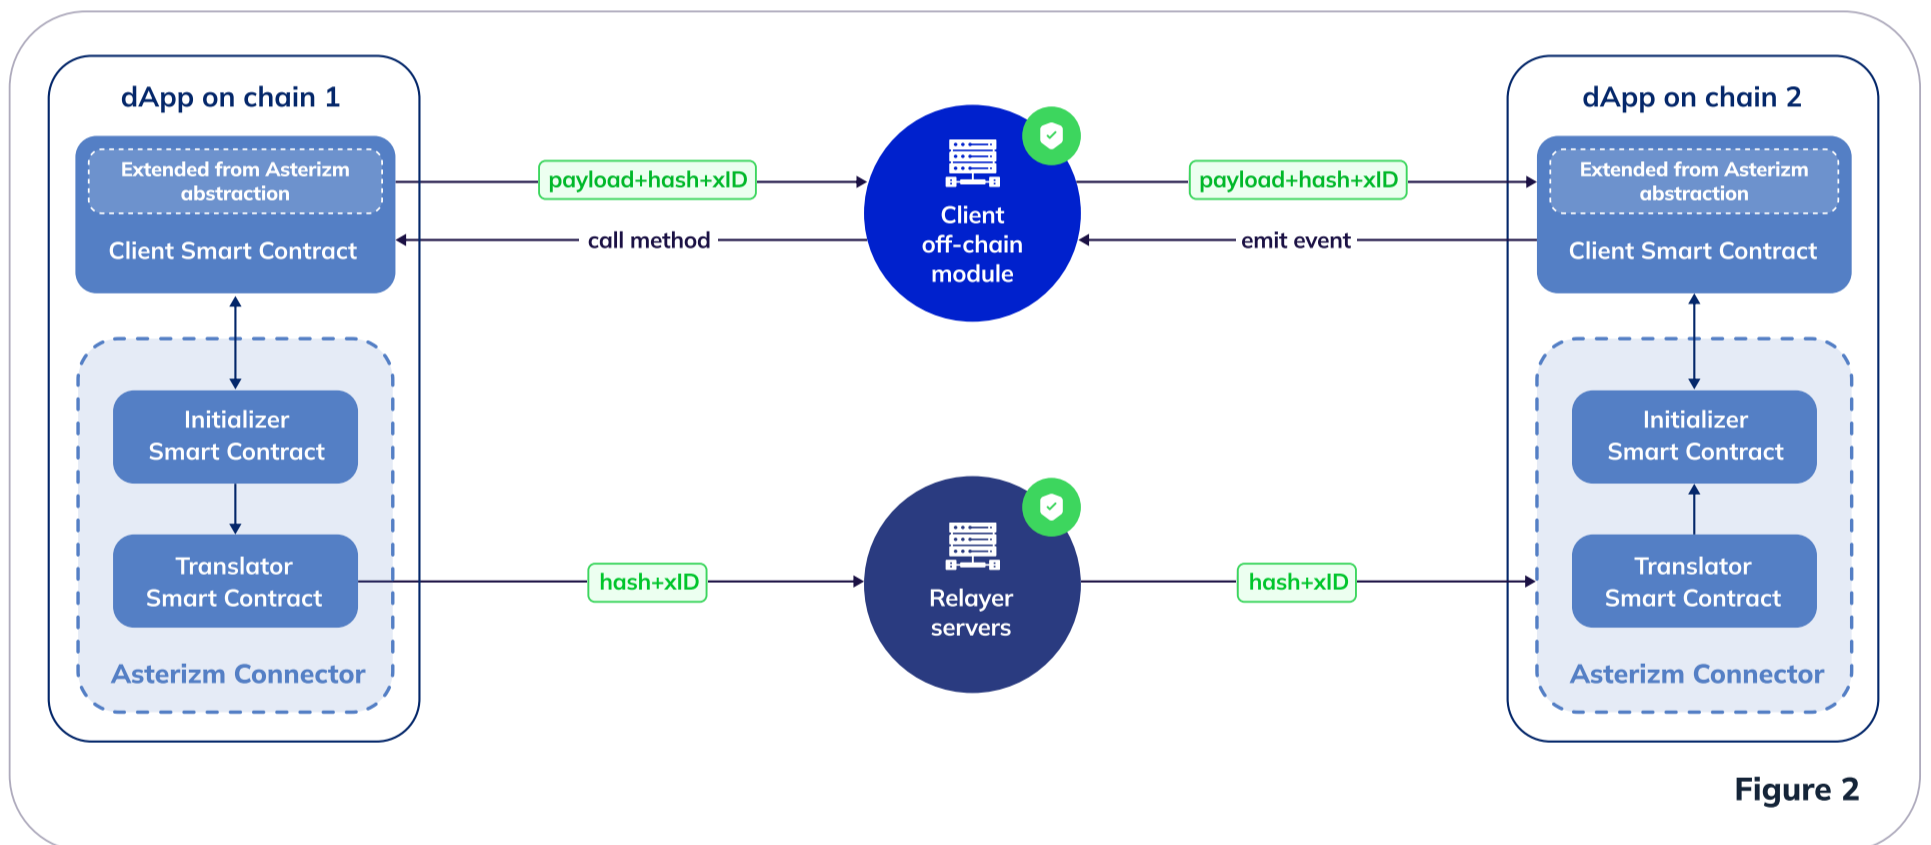 dApp on chain 1
Extended from Asterizm
abstraction
Client Smart Contract
Initializer
Smart Contract
Translator
Smart Contract
Asterizm Connector
payload+hash+xID
call method
hash+xID
Client
off-chain
module
Relayer
servers
payload+hash+xID
emit event
hash+xID
dApp on chain 2
Extended from Asterizm
abstraction
Client Smart Contract
Initializer
Smart Contract
Translator
Smart Contract
Asterizm Connector
Figure 2